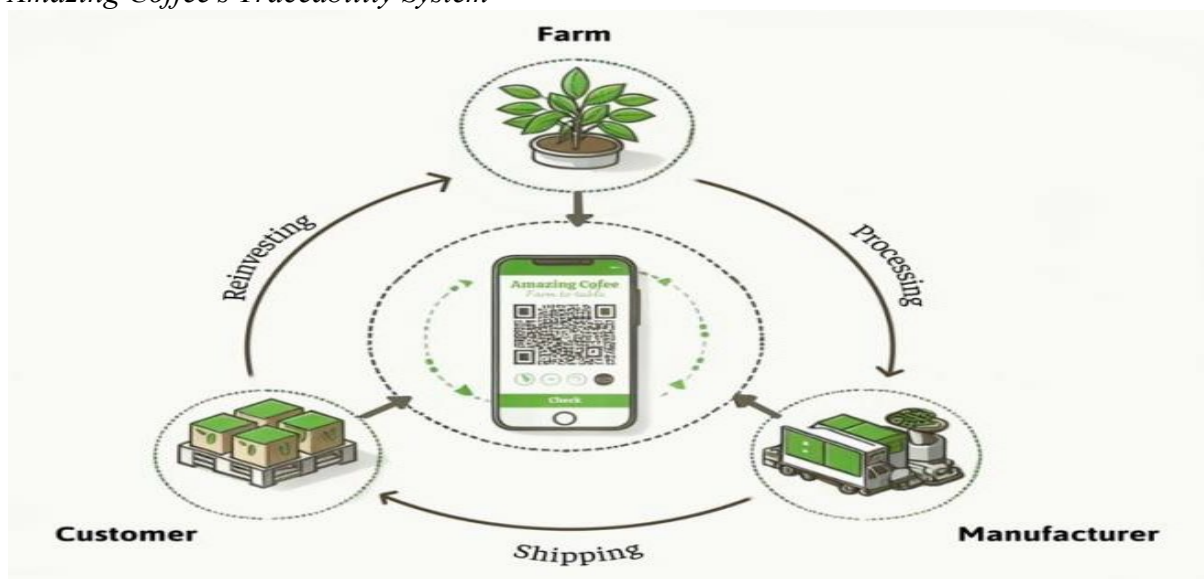 Amazing Coffee's Traceability System
Farm
Reinvesting
Processing
Amazing Cofee
Farm to table
Check
Customer
Manufacturer
Shipping